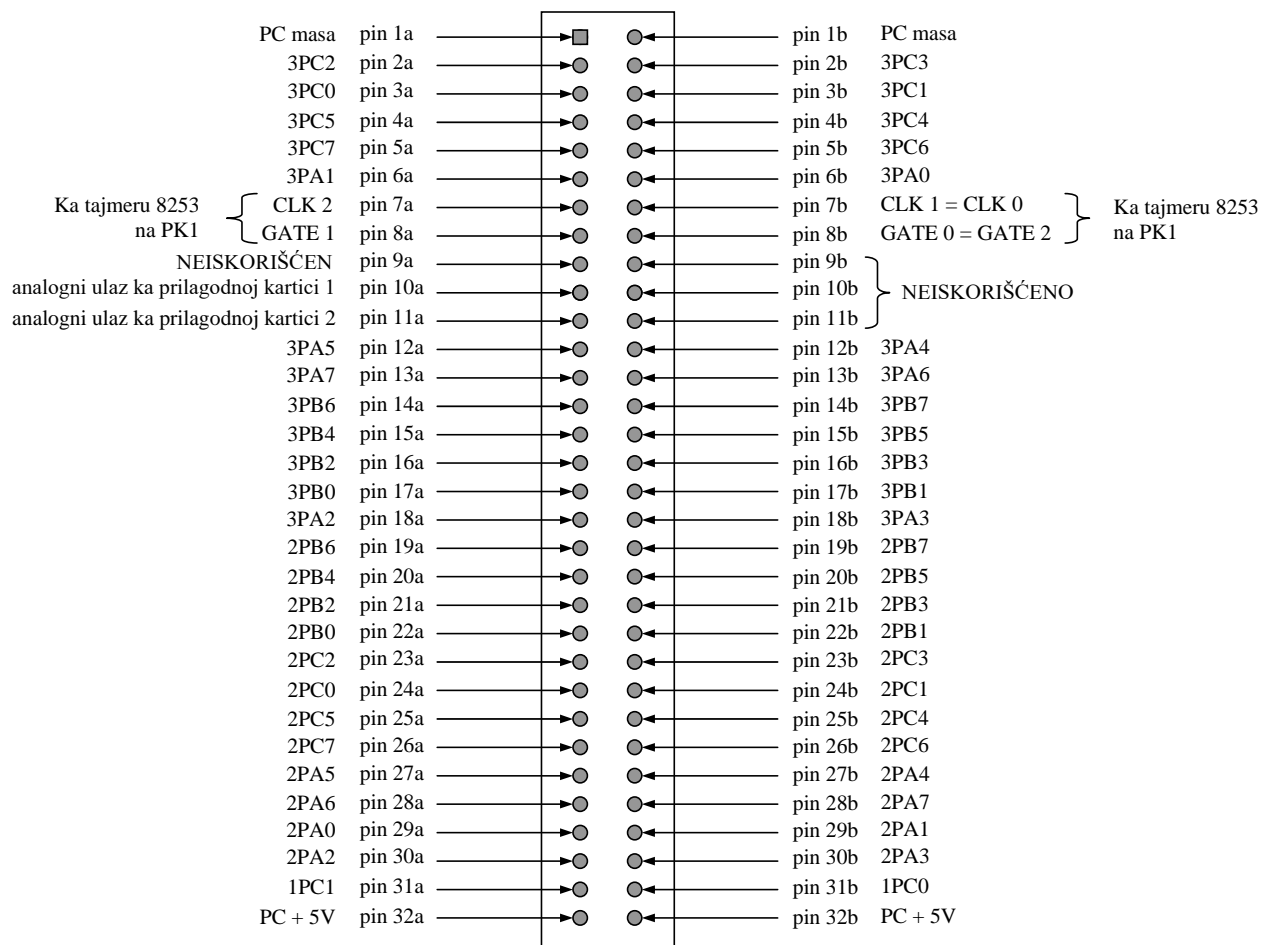 PC masa pin 1a pin 1b PC masa
3PC2 pin 2a pin 2b 3PC3
3PC0 pin 3a pin 3b 3PC1
3PC5 pin 4a pin 4b 3PC4
3PC7 pin 5a pin 5b 3PC6
3PA1 pin 6a pin 6b 3PA0
Ka tajmeru 8253 CLK 2 pin 7a pin 7b CLK 1 = CLK 0 Ka tajmeru 8253
na PK1 GATE 1 pin 8a pin 8b GATE 0 = GATE 2 na PK1
NEISKORIŠĆEN pin 9a pin 9b
analogni ulaz ka prilagodnoj kartici 1 pin 10a pin 10b NEISKORIŠĆENO
analogni ulaz ka prilagodnoj kartici 2 pin 11a pin 11b
3PA5 pin 12a pin 12b 3PA4
3PA7 pin 13a pin 13b 3PA6
3PB6 pin 14a pin 14b 3PB7
3PB4 pin 15a pin 15b 3PB5
3PB2 pin 16a pin 16b 3PB3
3PB0 pin 17a pin 17b 3PB1
3PA2 pin 18a pin 18b 3PA3
2PB6 pin 19a pin 19b 2PB7
2PB4 pin 20a pin 20b 2PB5
2PB2 pin 21a pin 21b 2PB3
2PB0 pin 22a pin 22b 2PB1
2PC2 pin 23a pin 23b 2PC3
2PC0 pin 24a pin 24b 2PC1
2PC5 pin 25a pin 25b 2PC4
2PC7 pin 26a pin 26b 2PC6
2PA5 pin 27a pin 27b 2PA4
2PA6 pin 28a pin 28b 2PA7
2PA0 pin 29a pin 29b 2PA1
2PA2 pin 30a pin 30b 2PA3
1PC1 pin 31a pin 31b 1PC0
PC + 5V pin 32a pin 32b PC + 5V